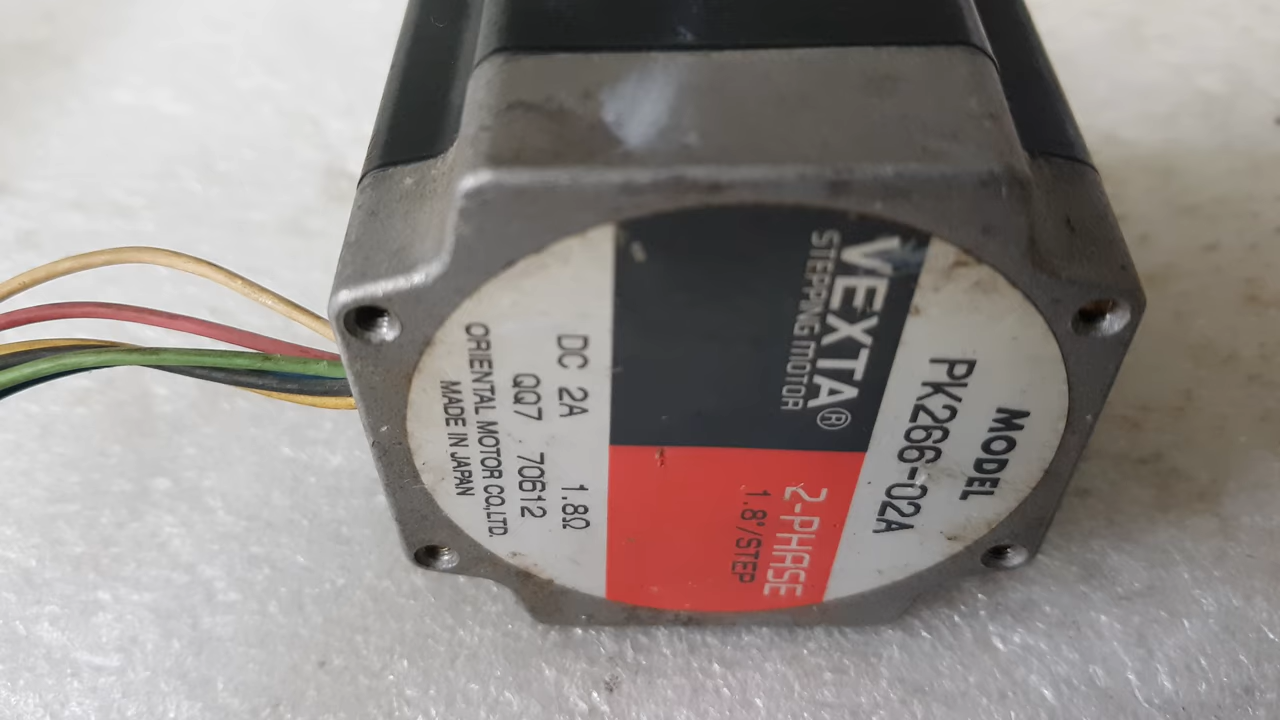 MODEL
PK266-02A
VEXTA®
STEPPING MOTOR
2-PHASE
1.8°/STEP
DC 2A 1.8Ω
QQ7 70612
ORIENTAL MOTOR CO.,LTD.
MADE IN JAPAN